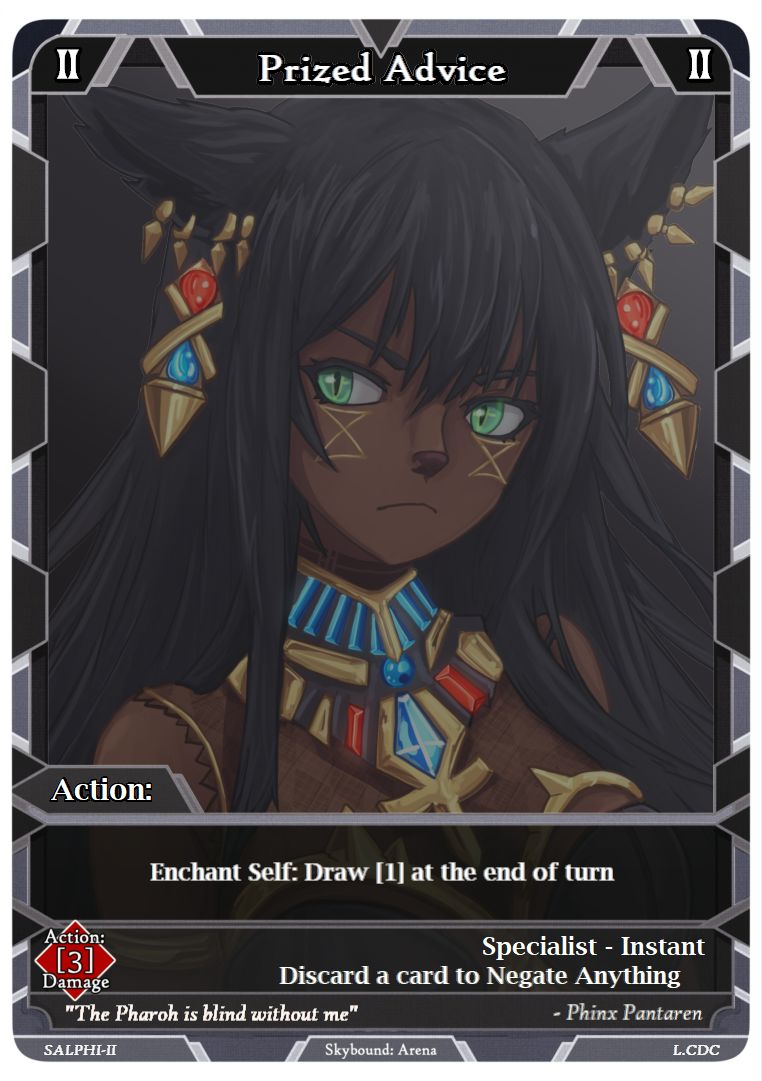 II Prized Advice II
Action:
Enchant Self: Draw [1] at the end of turn
Action:
[3]
Damage
Specialist - Instant
Discard a card to Negate Anything
"The Pharoh is blind without me" - Phinx Pantaren
SALPHI-II Skybound: Arena L.CDC